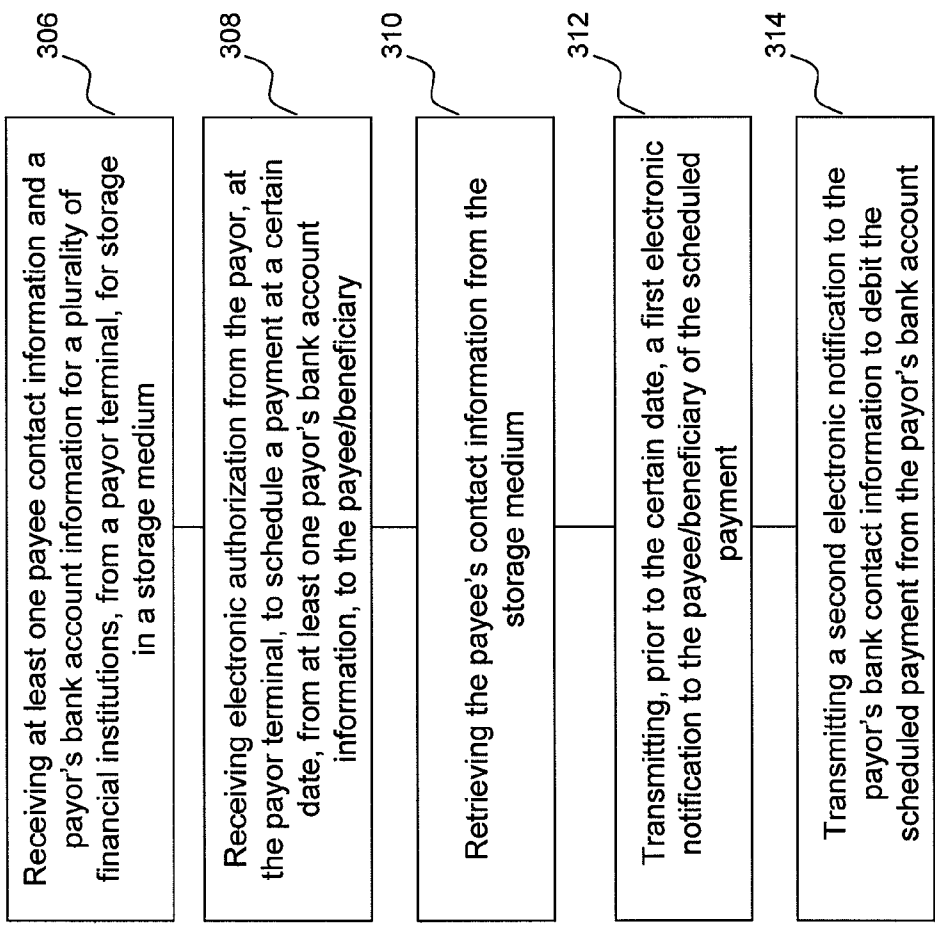 306
Receiving at least one payee contact information and a
payor's bank account information for a plurality of
financial institutions, from a payor terminal, for storage
in a storage medium
308
Receiving electronic authorization from the payor, at
the payor terminal, to schedule a payment at a certain
date, from at least one payor's bank account
information, to the payee/beneficiary
310
Retrieving the payee's contact information from the
storage medium
312
Transmitting, prior to the certain date, a first electronic
notification to the payee/beneficiary of the scheduled
payment
314
Transmitting a second electronic notification to the
payor's bank contact information to debit the
scheduled payment from the payor's bank account